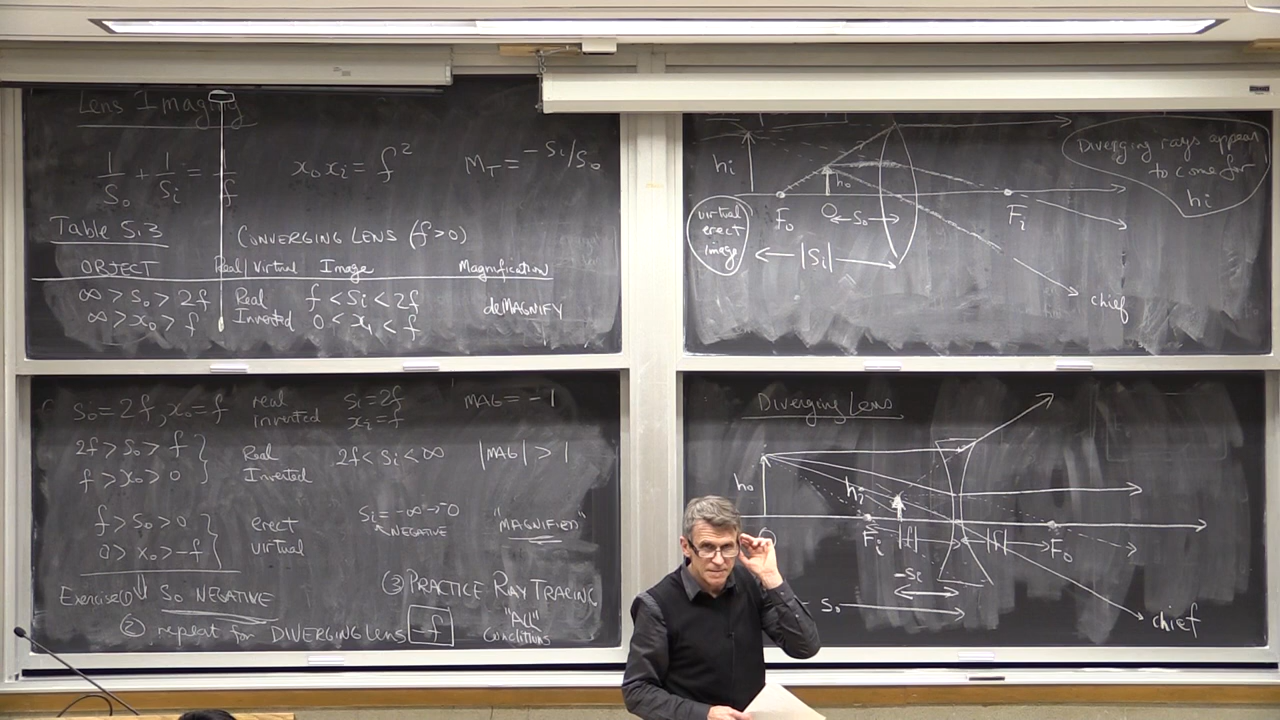 Lens Imaging
1/So + 1/Si = 1/f
xoxi = f²
MT = -Si/So
Table 5.3
CONVERGING LENS (f>0)
OBJECT Real/Virtual Image Magnification
∞ > So > 2f Real f < Si < 2f deMAGNIFY
∞ > xo > f Inverted 0 < xi < f
So = 2f, xo = f real Si = 2f MAG = -1
inverted xi = f
2f > So > f Real 2f < Si < ∞ |MAG| > 1
f > xo > 0 Inverted
f > So > 0 erect Si = -∞ → -0 "MAGNIFIED"
0 > xo > -f virtual NEGATIVE
Exercise ① So NEGATIVE
② repeat for DIVERGING Lens -f
③ PRACTICE RAY TRACING
"All"
Conditions
hi
ho
Fo
O
So
Fi
|Si|
chief
virtual
erect
image
Diverging rays appear
to come for
hi
Diverging Lens
ho
hi
Fi
|f|
|f|
Fo
-Si
So
chief